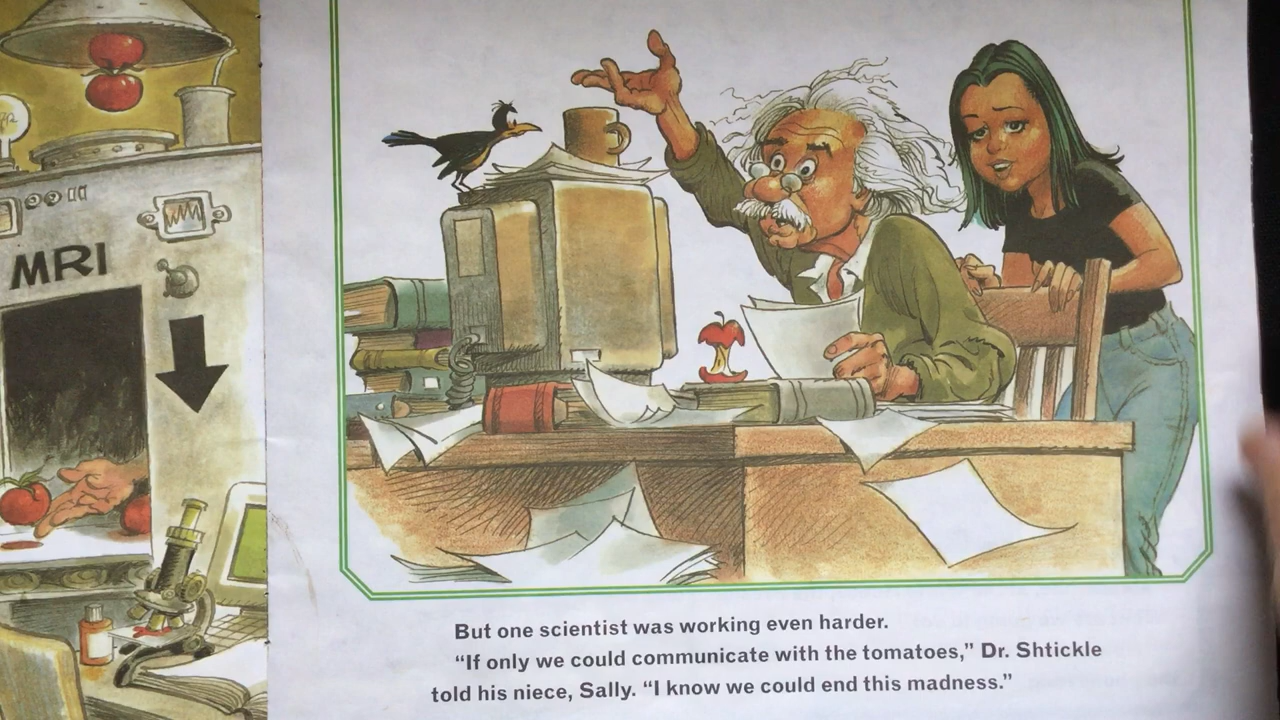 MRI
But one scientist was working even harder.
“If only we could communicate with the tomatoes,” Dr. Shtickle
told his niece, Sally. “I know we could end this madness.”